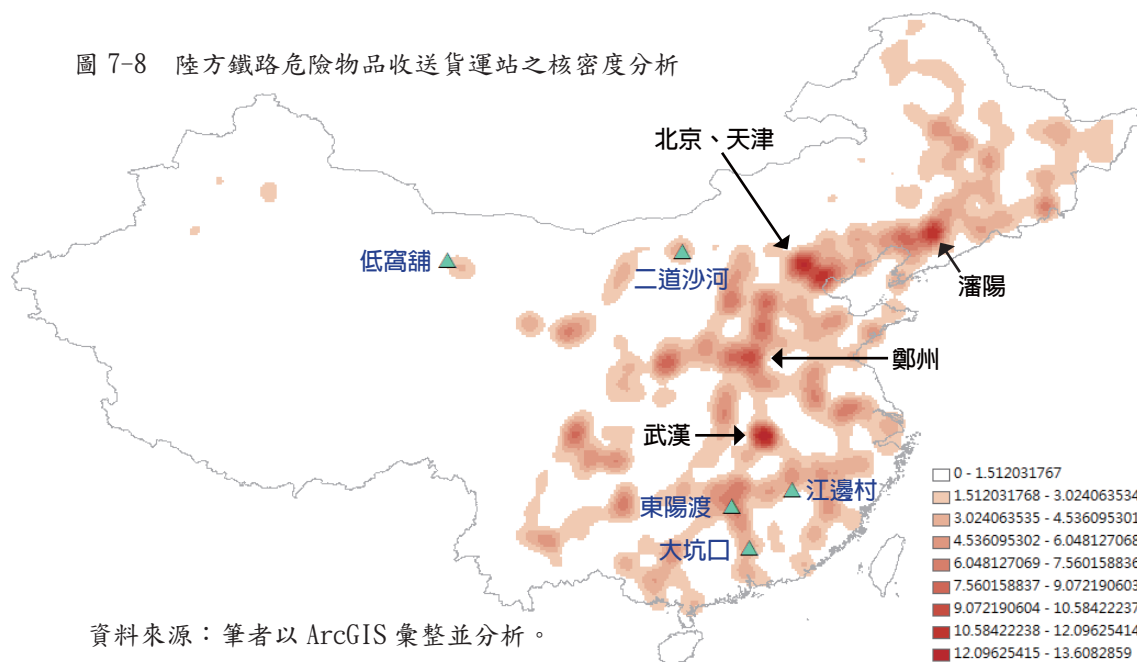 圖 7-8　陸方鐵路危險物品收送貨運站之核密度分析
北京、天津
低窩舖
二道沙河
瀋陽
鄭州
武漢
江邊村
東陽渡
大坑口
0 - 1.512031767
1.512031768 - 3.024063534
3.024063535 - 4.536095301
4.536095302 - 6.048127068
6.048127069 - 7.560158836
7.560158837 - 9.072190603
9.072190604 - 10.58422237
10.58422238 - 12.09625414
12.09625415 - 13.6082859
資料來源：筆者以 ArcGIS 彙整並分析。